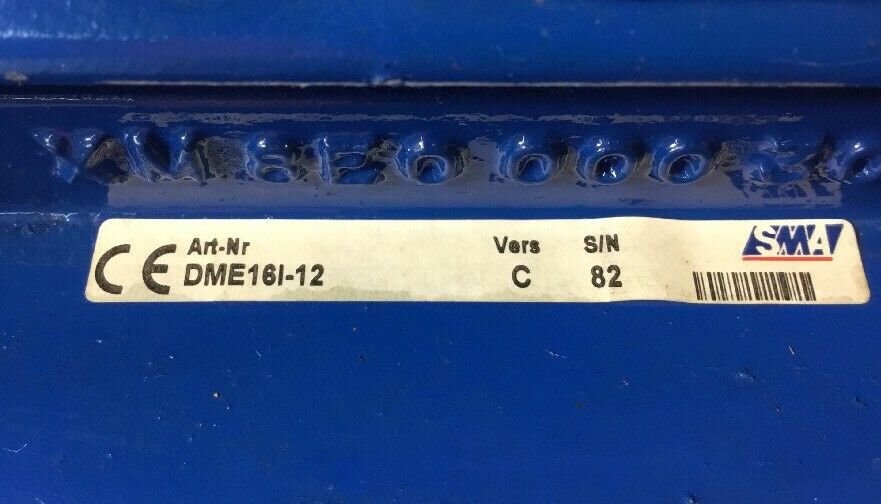 Art-Nr Vers S/N SMA
CE DME16I-12 C 82